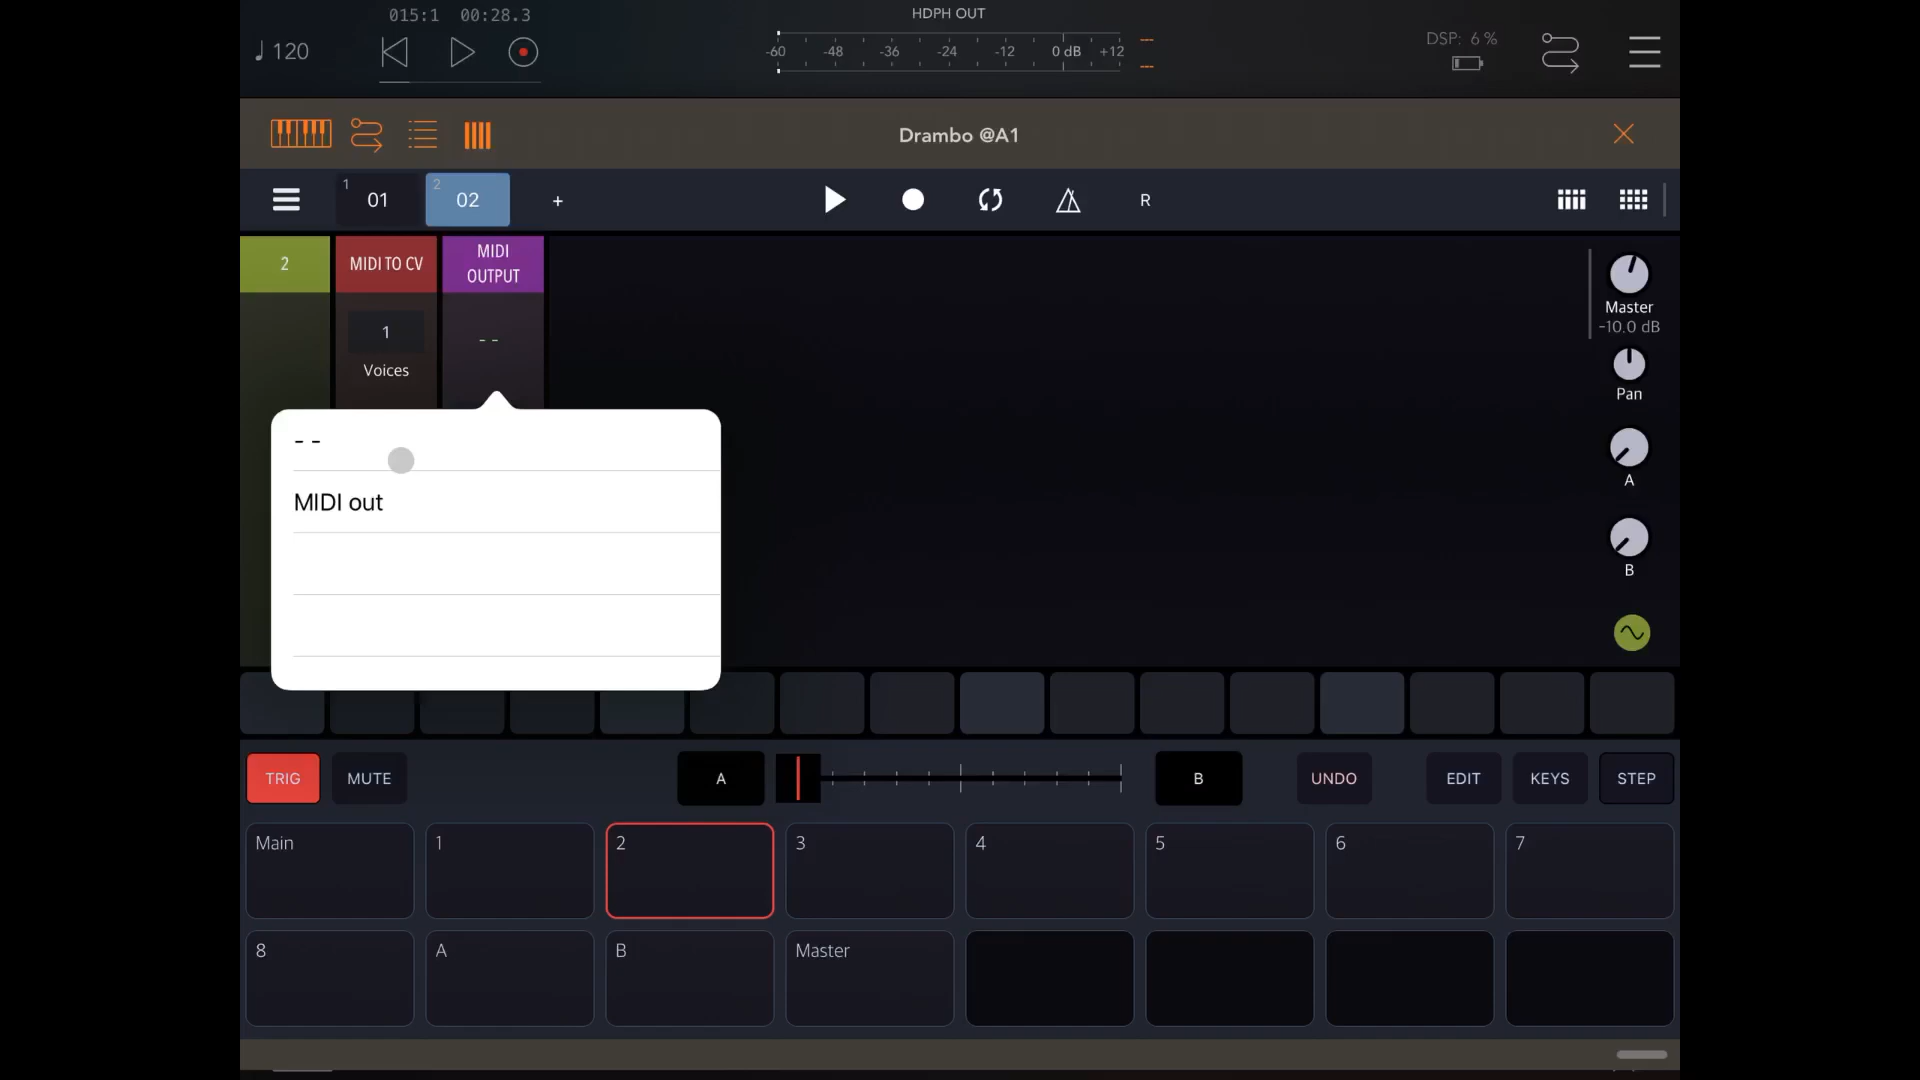 015:1 00:28.3
HDPH OUT
♩ 120
-60 -48 -36 -24 -12 0 dB +12
DSP: 6 %
Drambo @A1
1 01
2 02
+
R
2
MIDI TO CV
MIDI
OUTPUT
1
Voices
- -
Master
-10.0 dB
Pan
A
B
- -
MIDI out
TRIG MUTE A B UNDO EDIT KEYS STEP
Main 1 2 3 4 5 6 7
8 A B Master